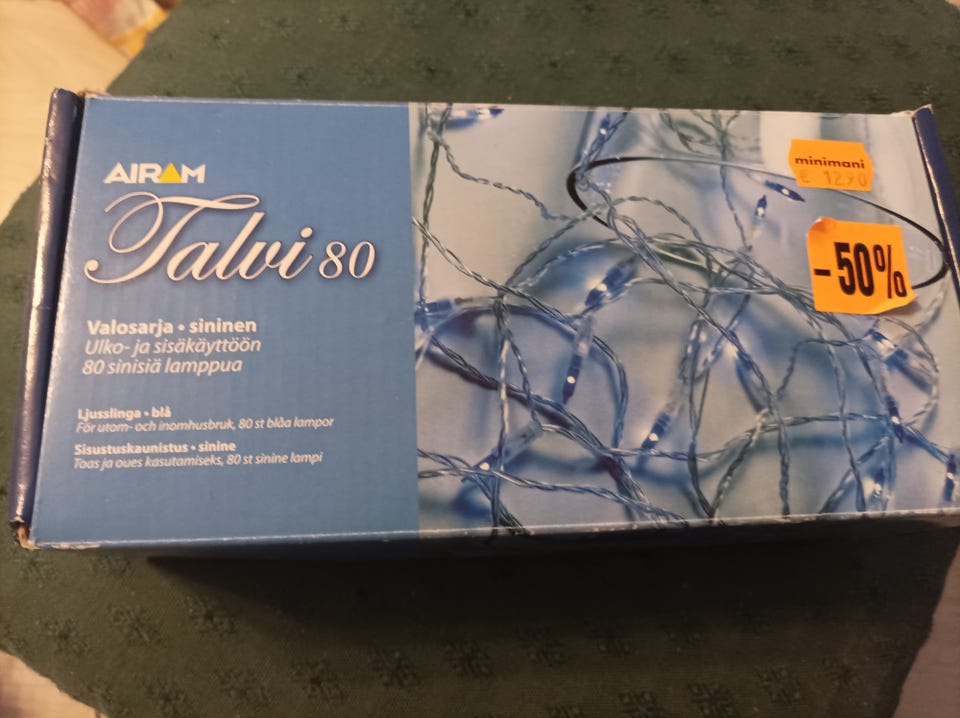 AIRAM
Talvi 80
Valosarja • sininen
Ulko- ja sisäkäyttöön
80 sinisiä lamppua
Ljusslinga • blå
För utom- och inomhusbruk, 80 st blåa lampor
Sisustuskaunistus • sinine
Toas ja oues kasutamiseks, 80 st sinine lampi
minimani
€ 12,90
-50%